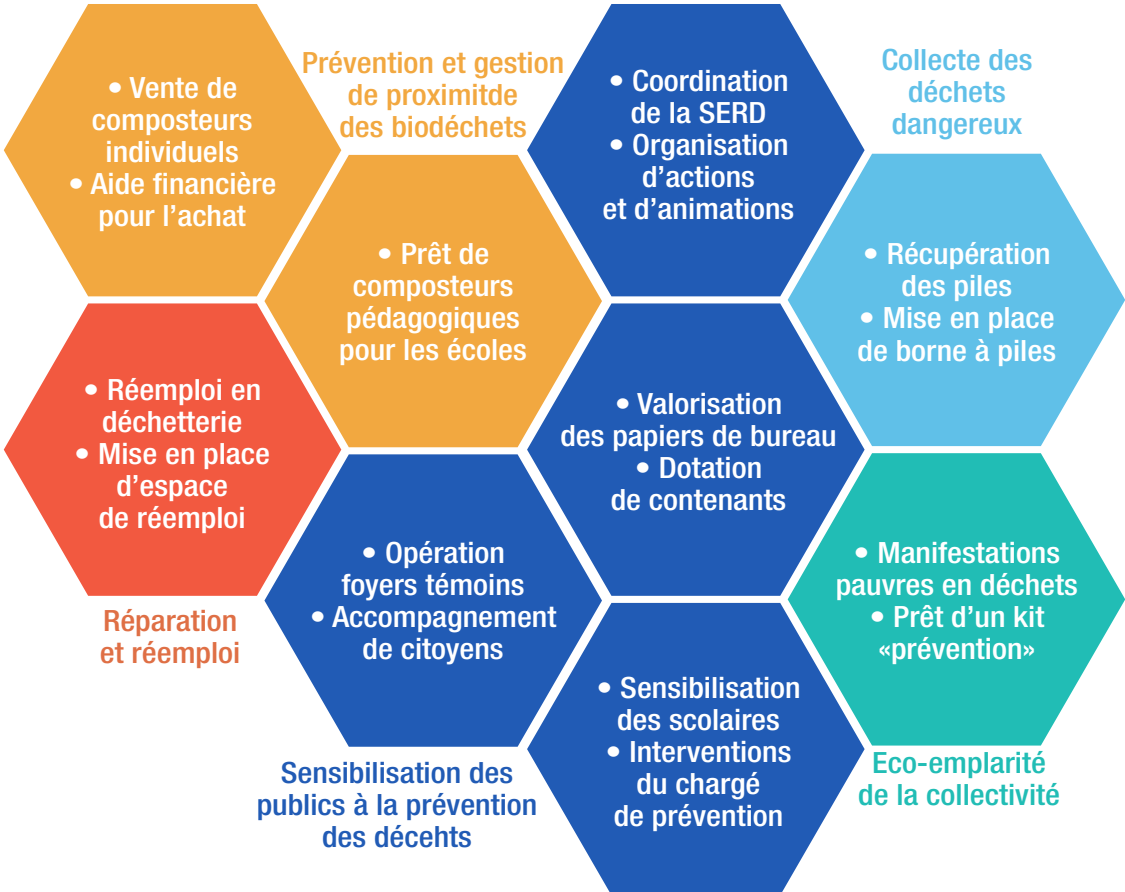 • Vente de
composteurs
individuels
• Aide financière
pour l’achat
Prévention et gestion
de proximitde
des biodéchets
• Coordination
de la SERD
• Organisation
d’actions
et d’animations
Collecte des
déchets
dangereux
• Prêt de
composteurs
pédagogiques
pour les écoles
• Récupération
des piles
• Mise en place
de borne à piles
• Réemploi en
déchetterie
• Mise en place
d’espace
de réemploi
• Valorisation
des papiers de bureau
• Dotation
de contenants
• Opération
foyers témoins
• Accompagnement
de citoyens
• Manifestations
pauvres en déchets
• Prêt d’un kit
«prévention»
Réparation
et réemploi
• Sensibilisation
des scolaires
• Interventions
du chargé
de prévention
Sensibilisation des
publics à la prévention
des décehts
Eco-emplarité
de la collectivité